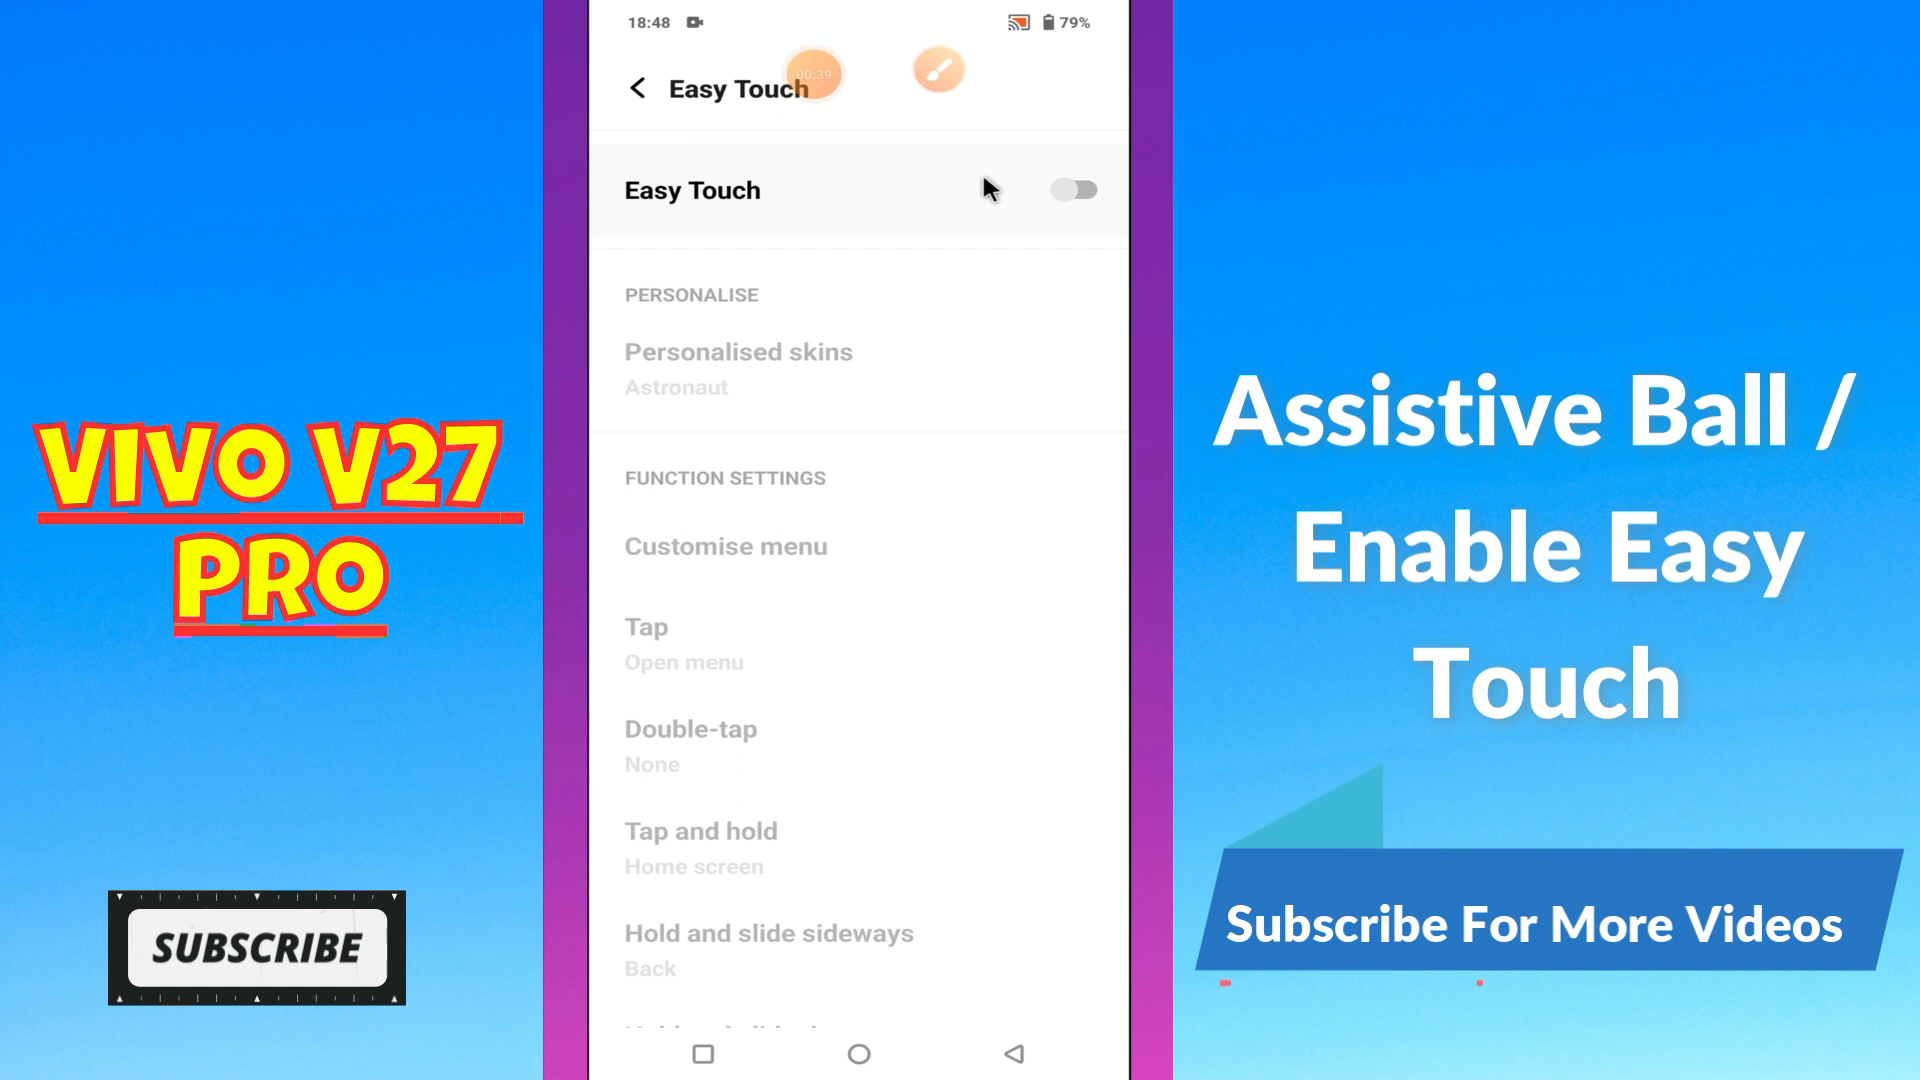 18:48
79%
00:39
Easy Touch
Easy Touch
PERSONALISE
Personalised skins
Astronaut
FUNCTION SETTINGS
Customise menu
Tap
Open menu
Double-tap
None
Tap and hold
Home screen
Hold and slide sideways
Back
VIVO V27
PRO
SUBSCRIBE
Assistive Ball /
Enable Easy
Touch
Subscribe For More Videos